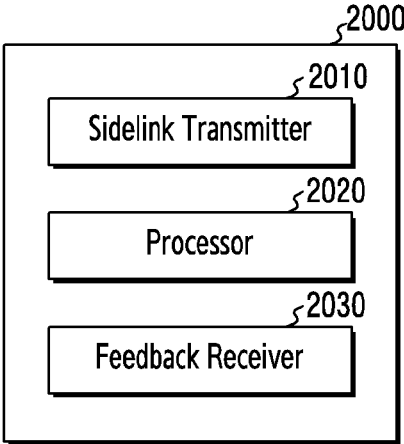 2000
2010
Sidelink Transmitter
2020
Processor
2030
Feedback Receiver